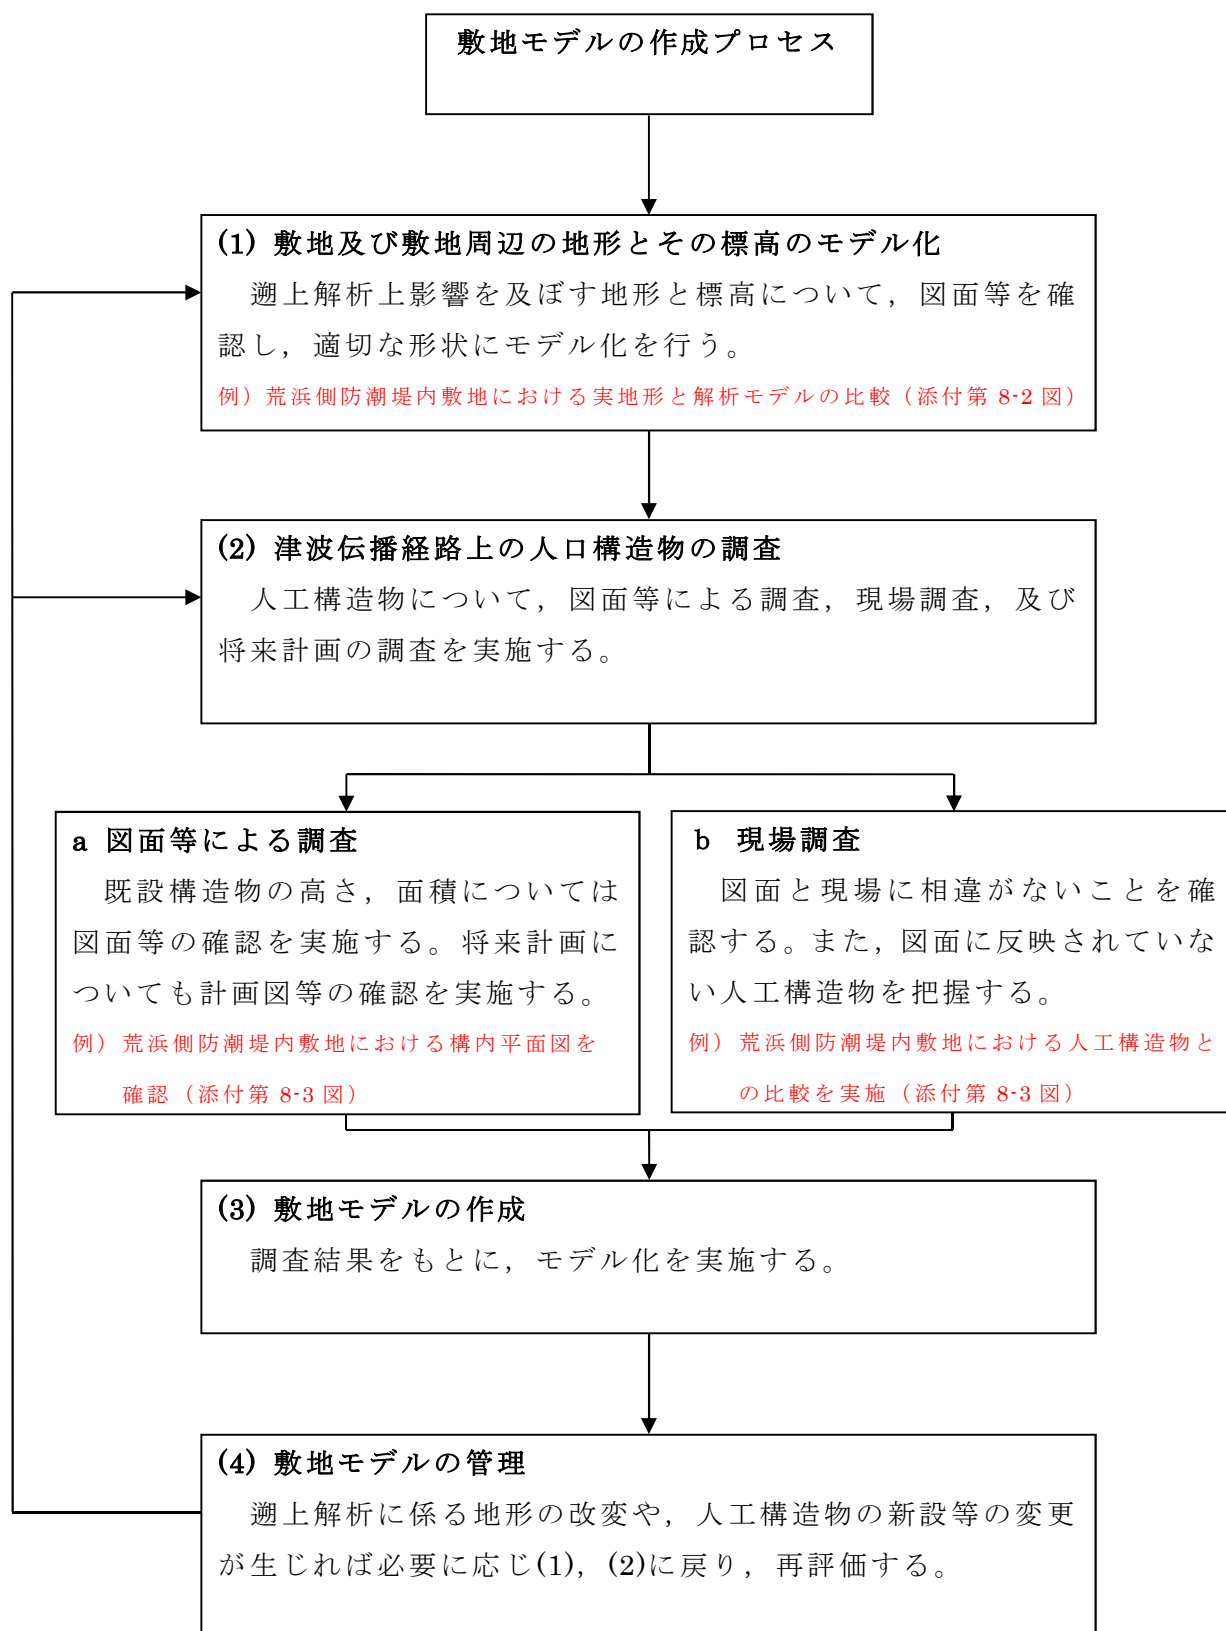 敷地モデルの作成プロセス
(1) 敷地及び敷地周辺の地形とその標高のモデル化
遡上解析上影響を及ぼす地形と標高について，図面等を確
認し，適切な形状にモデル化を行う。
例）荒浜側防潮堤内敷地における実地形と解析モデルの比較（添付第 8-2 図）
(2) 津波伝播経路上の人口構造物の調査
人工構造物について，図面等による調査，現場調査，及び
将来計画の調査を実施する。
a 図面等による調査
既設構造物の高さ，面積については
図面等の確認を実施する。将来計画に
ついても計画図等の確認を実施する。
例）荒浜側防潮堤内敷地における構内平面図を
確認（添付第 8-3 図）
b 現場調査
図面と現場に相違がないことを確
認する。また，図面に反映されていな
い人工構造物を把握する。
例）荒浜側防潮堤内敷地における人工構造物と
の比較を実施（添付第 8-3 図）
(3) 敷地モデルの作成
調査結果をもとに，モデル化を実施する。
(4) 敷地モデルの管理
遡上解析に係る地形の改変や，人工構造物の新設等の変更
が生じれば必要に応じ(1)，(2)に戻り，再評価する。